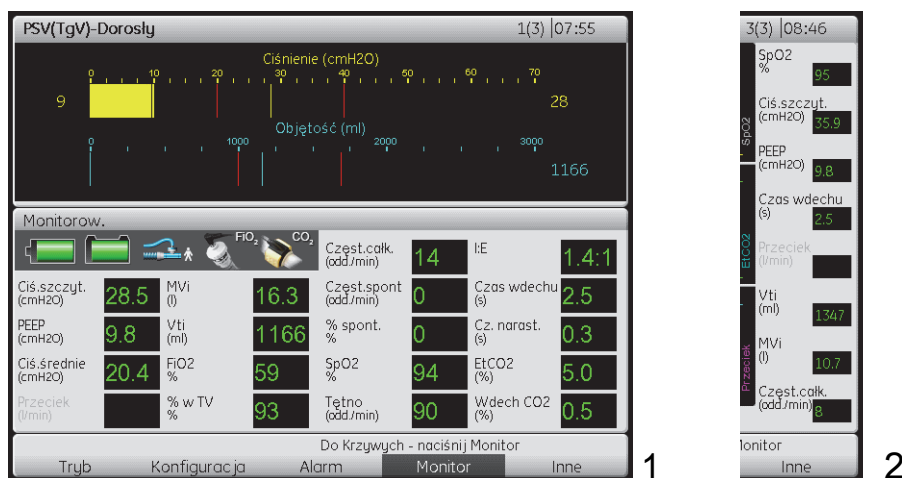 PSV(TgV)-Dorosły 1(3) |07:55
Ciśnienie (cmH2O)
0 10 20 30 40 50 60 70
9 28
Objętość (ml)
0 1000 2000 3000
1166
Monitorow.
FiO2 CO2
Częst.całk. (odd./min) 14 I:E 1.4:1
Ciś.szczyt. (cmH2O) 28.5 MVi (l) 16.3 Częst.spont (odd./min) 0 Czas wdechu (s) 2.5
PEEP (cmH2O) 9.8 Vti (ml) 1166 % spont. % 0 Cz. narast. (s) 0.3
Ciś.średnie (cmH2O) 20.4 FiO2 % 59 SpO2 % 94 EtCO2 (%) 5.0
Przeciek (l/min) % w TV % 93 Tętno (odd./min) 90 Wdech CO2 (%) 0.5
Do Krzywych - naciśnij Monitor
Tryb Konfiguracja Alarm Monitor Inne
1
3(3) |08:46
SpO2
% 95
Ciś.szczyt.
(cmH2O) 35.9
SpO2
PEEP
(cmH2O) 9.8
Czas wdechu
(s) 2.5
EtCO2
Przeciek
(l/min)
Vti
(ml) 1347
MVi
(l) 10.7
Przeciek
Częst.całk.
(odd./min) 8
Monitor
Inne
2